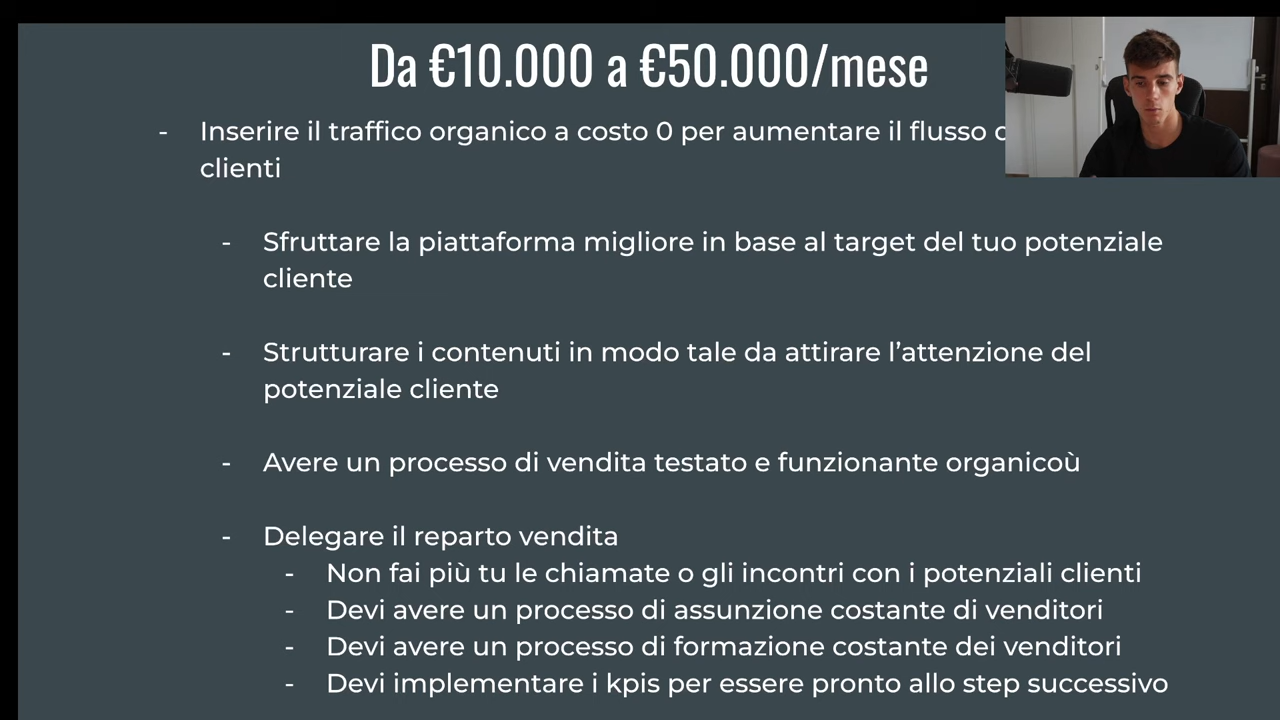 Da €10.000 a €50.000/mese
- Inserire il traffico organico a costo 0 per aumentare il flusso
clienti
- Sfruttare la piattaforma migliore in base al target del tuo potenziale
cliente
- Strutturare i contenuti in modo tale da attirare l’attenzione del
potenziale cliente
- Avere un processo di vendita testato e funzionante organicoù
- Delegare il reparto vendita
- Non fai più tu le chiamate o gli incontri con i potenziali clienti
- Devi avere un processo di assunzione costante di venditori
- Devi avere un processo di formazione costante dei venditori
- Devi implementare i kpis per essere pronto allo step successivo